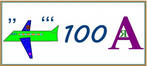 ,, ‘‘‘ 100 A